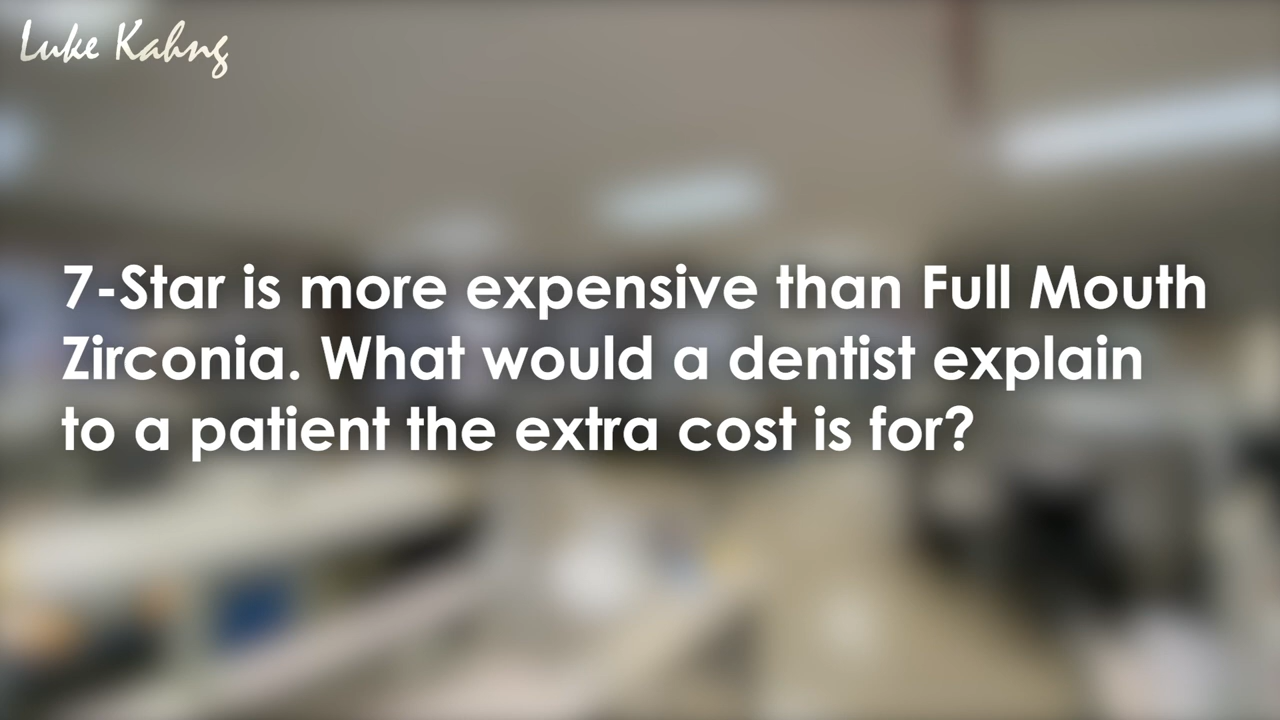 Luke Kahng
7-Star is more expensive than Full Mouth
Zirconia. What would a dentist explain
to a patient the extra cost is for?